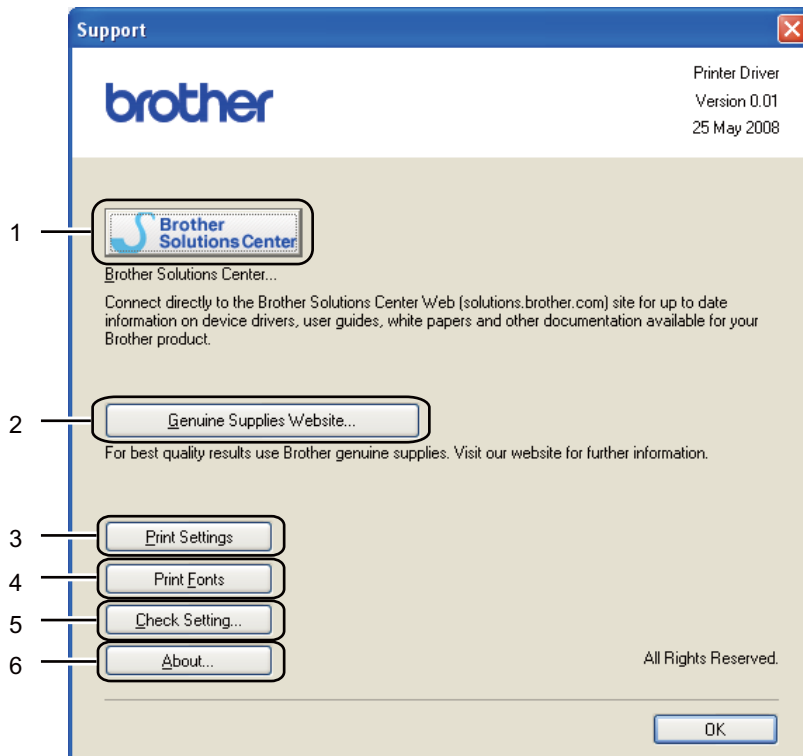 Support
brother
Printer Driver
Version 0.01
25 May 2008
1
Brother
Solutions Center
Brother Solutions Center...
Connect directly to the Brother Solutions Center Web (solutions.brother.com) site for up to date
information on device drivers, user guides, white papers and other documentation available for your
Brother product.
2
Genuine Supplies Website...
For best quality results use Brother genuine supplies. Visit our website for further information.
3
Print Settings
4
Print Fonts
5
Check Setting...
6
About...
All Rights Reserved.
OK